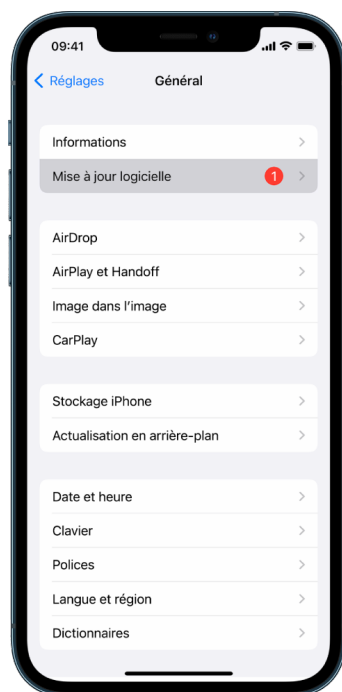 09:41
Réglages Général
Informations
Mise à jour logicielle 1
AirDrop
AirPlay et Handoff
Image dans l'image
CarPlay
Stockage iPhone
Actualisation en arrière-plan
Date et heure
Clavier
Polices
Langue et région
Dictionnaires